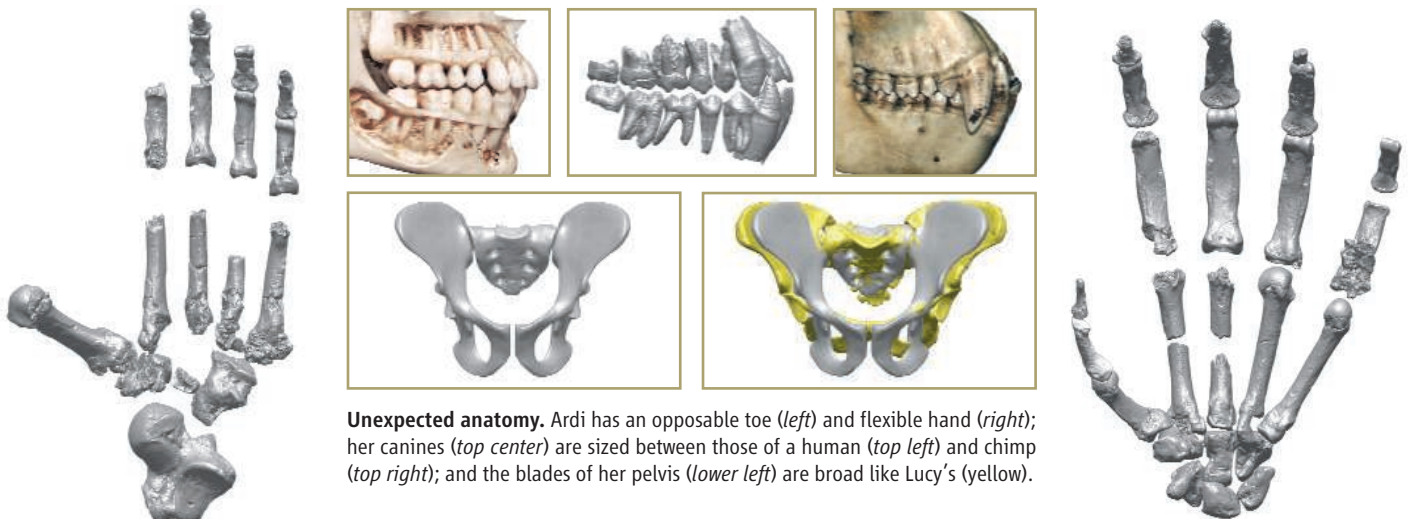 Unexpected anatomy. Ardi has an opposable toe (left) and flexible hand (right);
her canines (top center) are sized between those of a human (top left) and chimp
(top right); and the blades of her pelvis (lower left) are broad like Lucy’s (yellow).